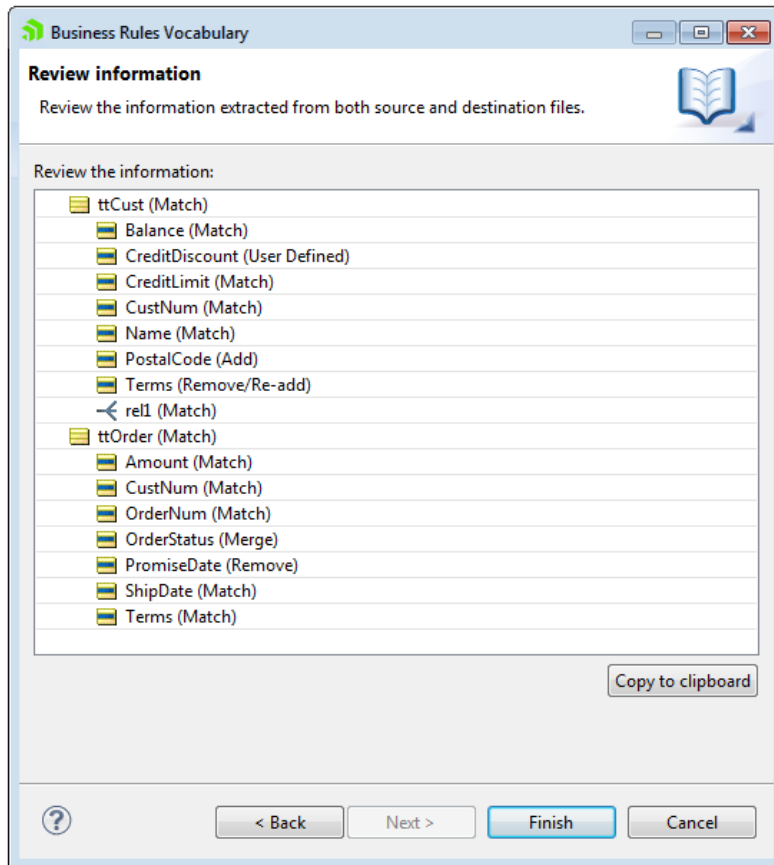 Business Rules Vocabulary
Review information
Review the information extracted from both source and destination files.
Review the information:
ttCust (Match)
Balance (Match)
CreditDiscount (User Defined)
CreditLimit (Match)
CustNum (Match)
Name (Match)
PostalCode (Add)
Terms (Remove/Re-add)
rel1 (Match)
ttOrder (Match)
Amount (Match)
CustNum (Match)
OrderNum (Match)
OrderStatus (Merge)
PromiseDate (Remove)
ShipDate (Match)
Terms (Match)
Copy to clipboard
? < Back Next > Finish Cancel